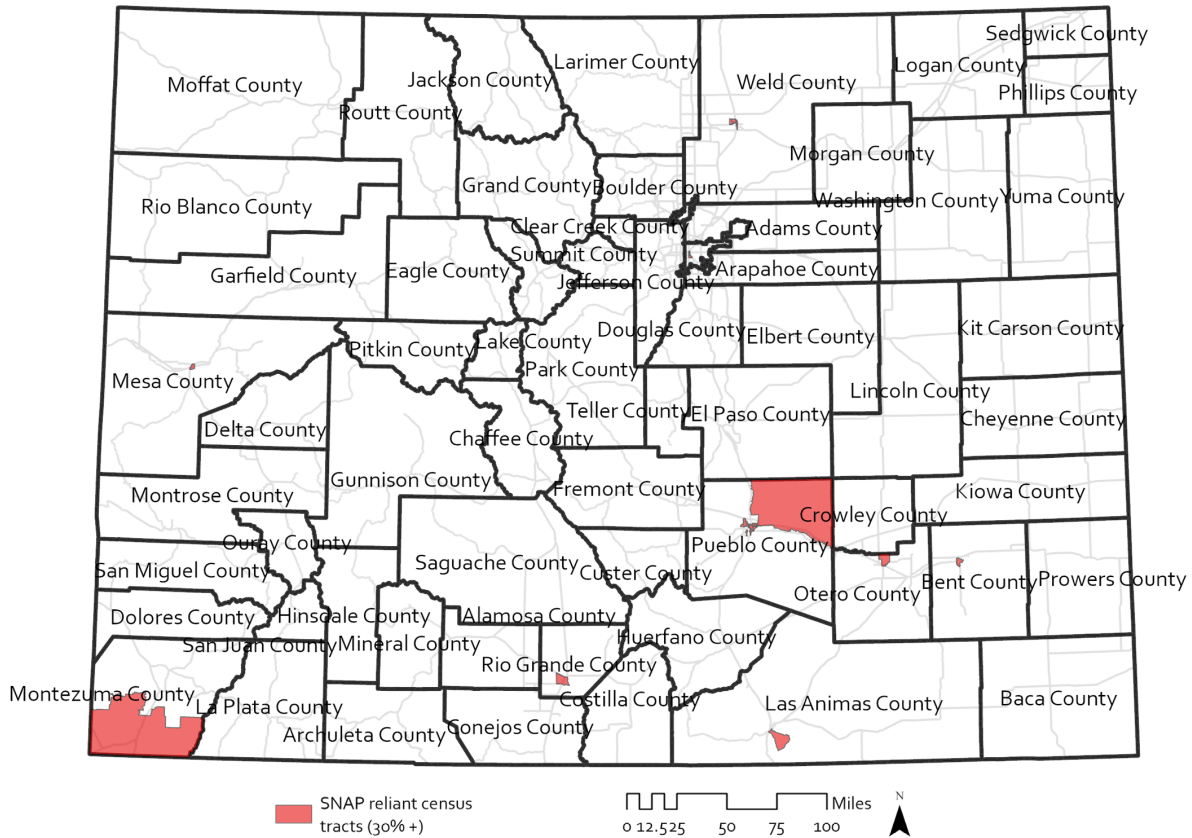 Sedgwick County
Larimer County
Logan County
Moffat County
Jackson County
Weld County
Phillips County
Routt County
Morgan County
Grand County
Boulder County
Yuma County
Washington County
Rio Blanco County
Clear Creek County
Adams County
Summit County
Eagle County
Arapahoe County
Garfield County
Jefferson County
Kit Carson County
Douglas County
Elbert County
Lake County
Pitkin County
Park County
Mesa County
Lincoln County
Teller County
El Paso County
Cheyenne County
Delta County
Chaffee County
Gunnison County
Fremont County
Kiowa County
Montrose County
Crowley County
Ouray County
Pueblo County
Saguache County
San Miguel County
Custer County
Bent County
Prowers County
Otero County
Dolores County
Hinsdale County
Alamosa County
Huerfano County
San Juan County
Mineral County
Rio Grande County
Montezuma County
Costilla County
Baca County
La Plata County
Las Animas County
Conejos County
Archuleta County
SNAP reliant census
tracts (30% +)
Miles
0 12.525 50 75 100
N